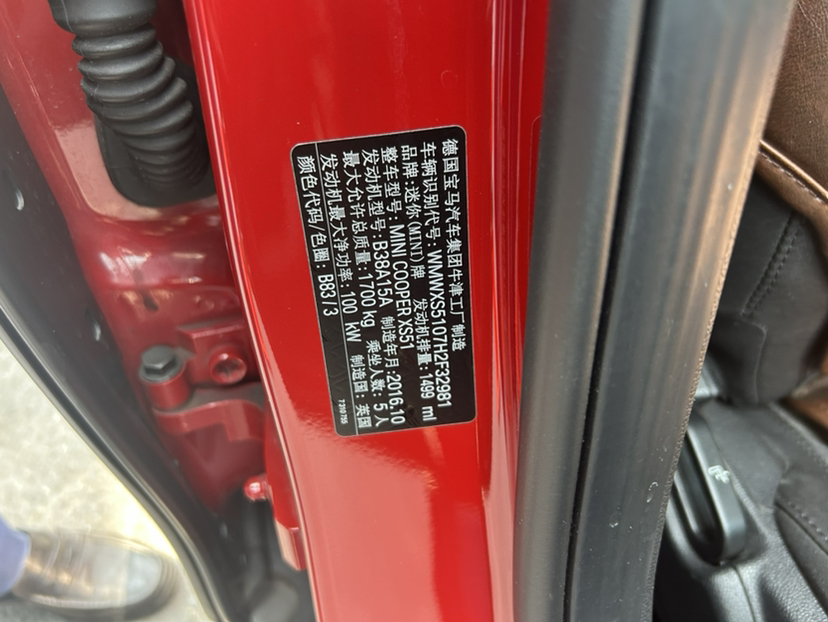 德国宝马汽车集团牛津工厂制造
车辆识别代号: WMWXS5107H2F32981
品牌:迷你(MINI)牌 发动机排量: 1499 ml
整车型号: MINI COOPER XS51
发动机型号: B38A15A 制造年月: 2016.10
最大允许总质量: 1700 kg 乘坐人数: 5人
发动机最大净功率: 100 kW 制造国: 英国
颜色代码/色圈: B83/3
7310755